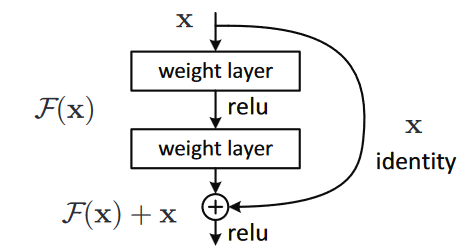 x
weight layer
relu
F(x)
weight layer
x
identity
F(x) + x
relu